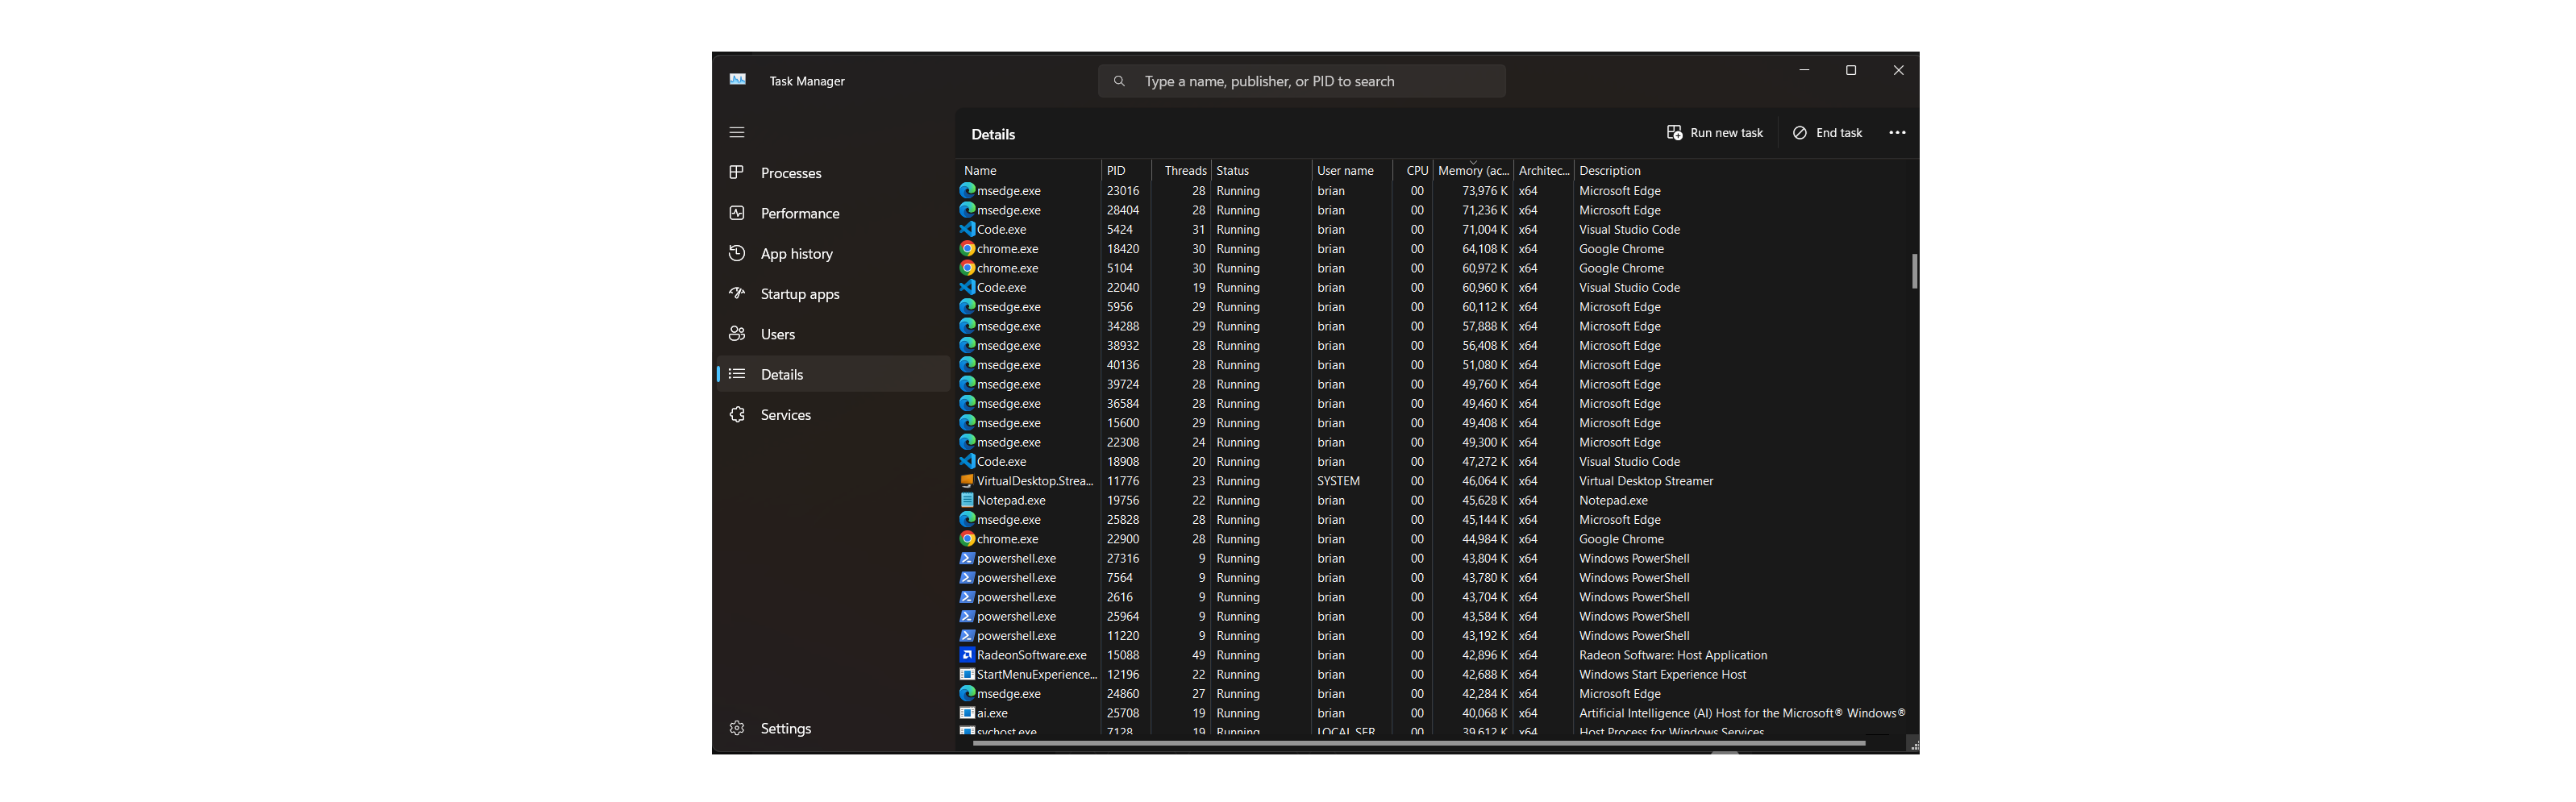 Task Manager
Type a name, publisher, or PID to search
Details
Run new task
End task
Processes
Performance
App history
Startup apps
Users
Details
Services
Settings
Name PID Threads Status User name CPU Memory (ac... Architec... Description
msedge.exe 23016 28 Running brian 00 73,976 K x64 Microsoft Edge
msedge.exe 28404 28 Running brian 00 71,236 K x64 Microsoft Edge
Code.exe 5424 31 Running brian 00 71,004 K x64 Visual Studio Code
chrome.exe 18420 30 Running brian 00 64,108 K x64 Google Chrome
chrome.exe 5104 30 Running brian 00 60,972 K x64 Google Chrome
Code.exe 22040 19 Running brian 00 60,960 K x64 Visual Studio Code
msedge.exe 5956 29 Running brian 00 60,112 K x64 Microsoft Edge
msedge.exe 34288 29 Running brian 00 57,888 K x64 Microsoft Edge
msedge.exe 38932 28 Running brian 00 56,408 K x64 Microsoft Edge
msedge.exe 40136 28 Running brian 00 51,080 K x64 Microsoft Edge
msedge.exe 39724 28 Running brian 00 49,760 K x64 Microsoft Edge
msedge.exe 36584 28 Running brian 00 49,460 K x64 Microsoft Edge
msedge.exe 15600 29 Running brian 00 49,408 K x64 Microsoft Edge
msedge.exe 22308 24 Running brian 00 49,300 K x64 Microsoft Edge
Code.exe 18908 20 Running brian 00 47,272 K x64 Visual Studio Code
VirtualDesktop.Strea... 11776 23 Running SYSTEM 00 46,064 K x64 Virtual Desktop Streamer
Notepad.exe 19756 22 Running brian 00 45,628 K x64 Notepad.exe
msedge.exe 25828 28 Running brian 00 45,144 K x64 Microsoft Edge
chrome.exe 22900 28 Running brian 00 44,984 K x64 Google Chrome
powershell.exe 27316 9 Running brian 00 43,804 K x64 Windows PowerShell
powershell.exe 7564 9 Running brian 00 43,780 K x64 Windows PowerShell
powershell.exe 2616 9 Running brian 00 43,704 K x64 Windows PowerShell
powershell.exe 25964 9 Running brian 00 43,584 K x64 Windows PowerShell
powershell.exe 11220 9 Running brian 00 43,192 K x64 Windows PowerShell
RadeonSoftware.exe 15088 49 Running brian 00 42,896 K x64 Radeon Software: Host Application
StartMenuExperience... 12196 22 Running brian 00 42,688 K x64 Windows Start Experience Host
msedge.exe 24860 27 Running brian 00 42,284 K x64 Microsoft Edge
ai.exe 25708 19 Running brian 00 40,068 K x64 Artificial Intelligence (AI) Host for the Microsoft® Windows®
svchost.exe 7128 19 Running LOCAL SER... 00 39,612 K x64 Host Process for Windows Services